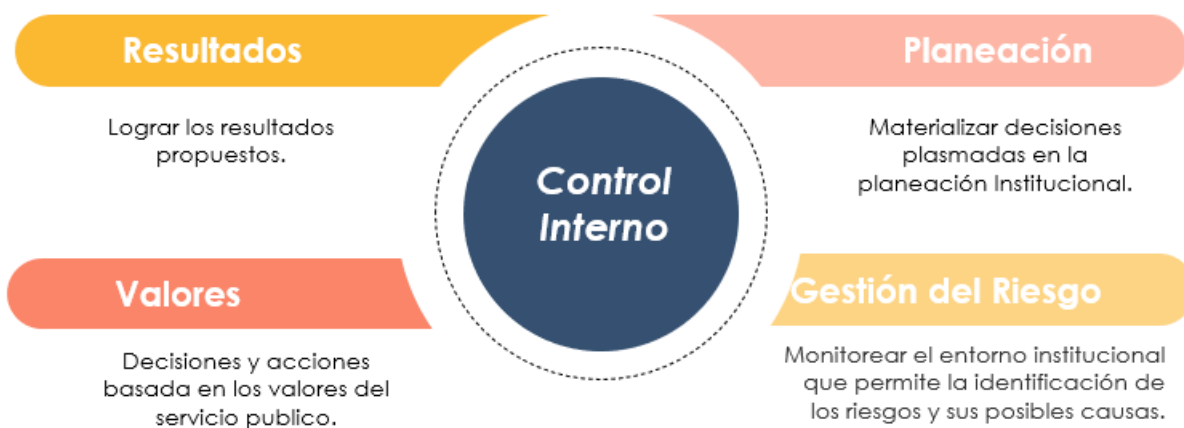 Resultados
Lograr los resultados
propuestos.
Planeación
Materializar decisiones
plasmadas en la
planeación Institucional.
Control
Interno
Valores
Decisiones y acciones
basada en los valores del
servicio publico.
Gestión del Riesgo
Monitorear el entorno institucional
que permite la identificación de
los riesgos y sus posibles causas.